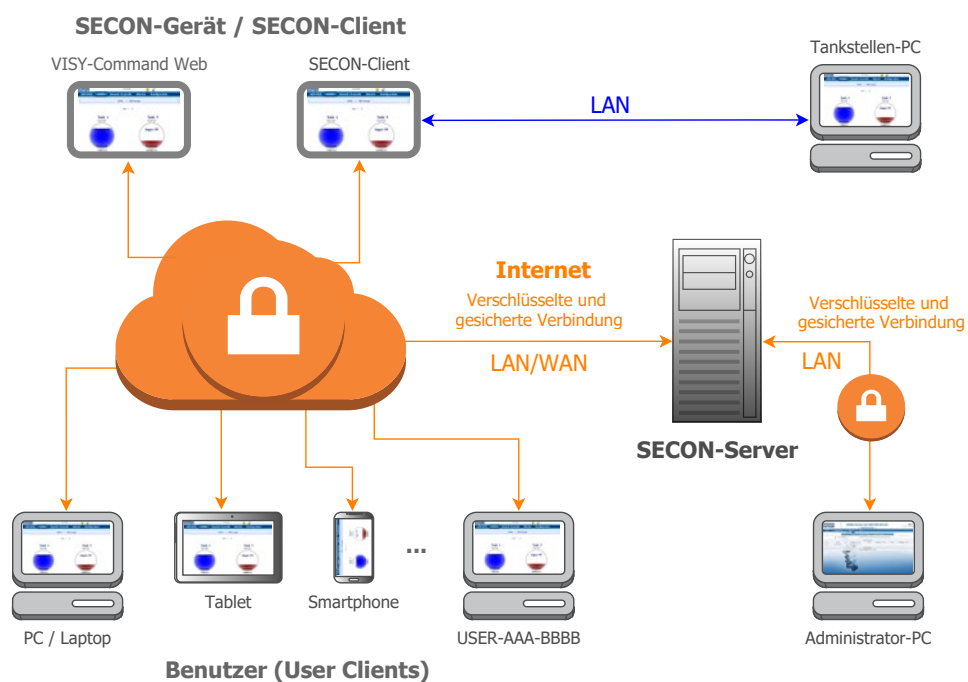 SECON-Gerät / SECON-Client
VISY-Command Web
SECON-Client
Tankstellen-PC
LAN
Internet
Verschlüsselte und
gesicherte Verbindung
LAN/WAN
Verschlüsselte und
gesicherte Verbindung
LAN
SECON-Server
...
Tablet
Smartphone
PC / Laptop
USER-AAA-BBBB
Administrator-PC
Benutzer (User Clients)